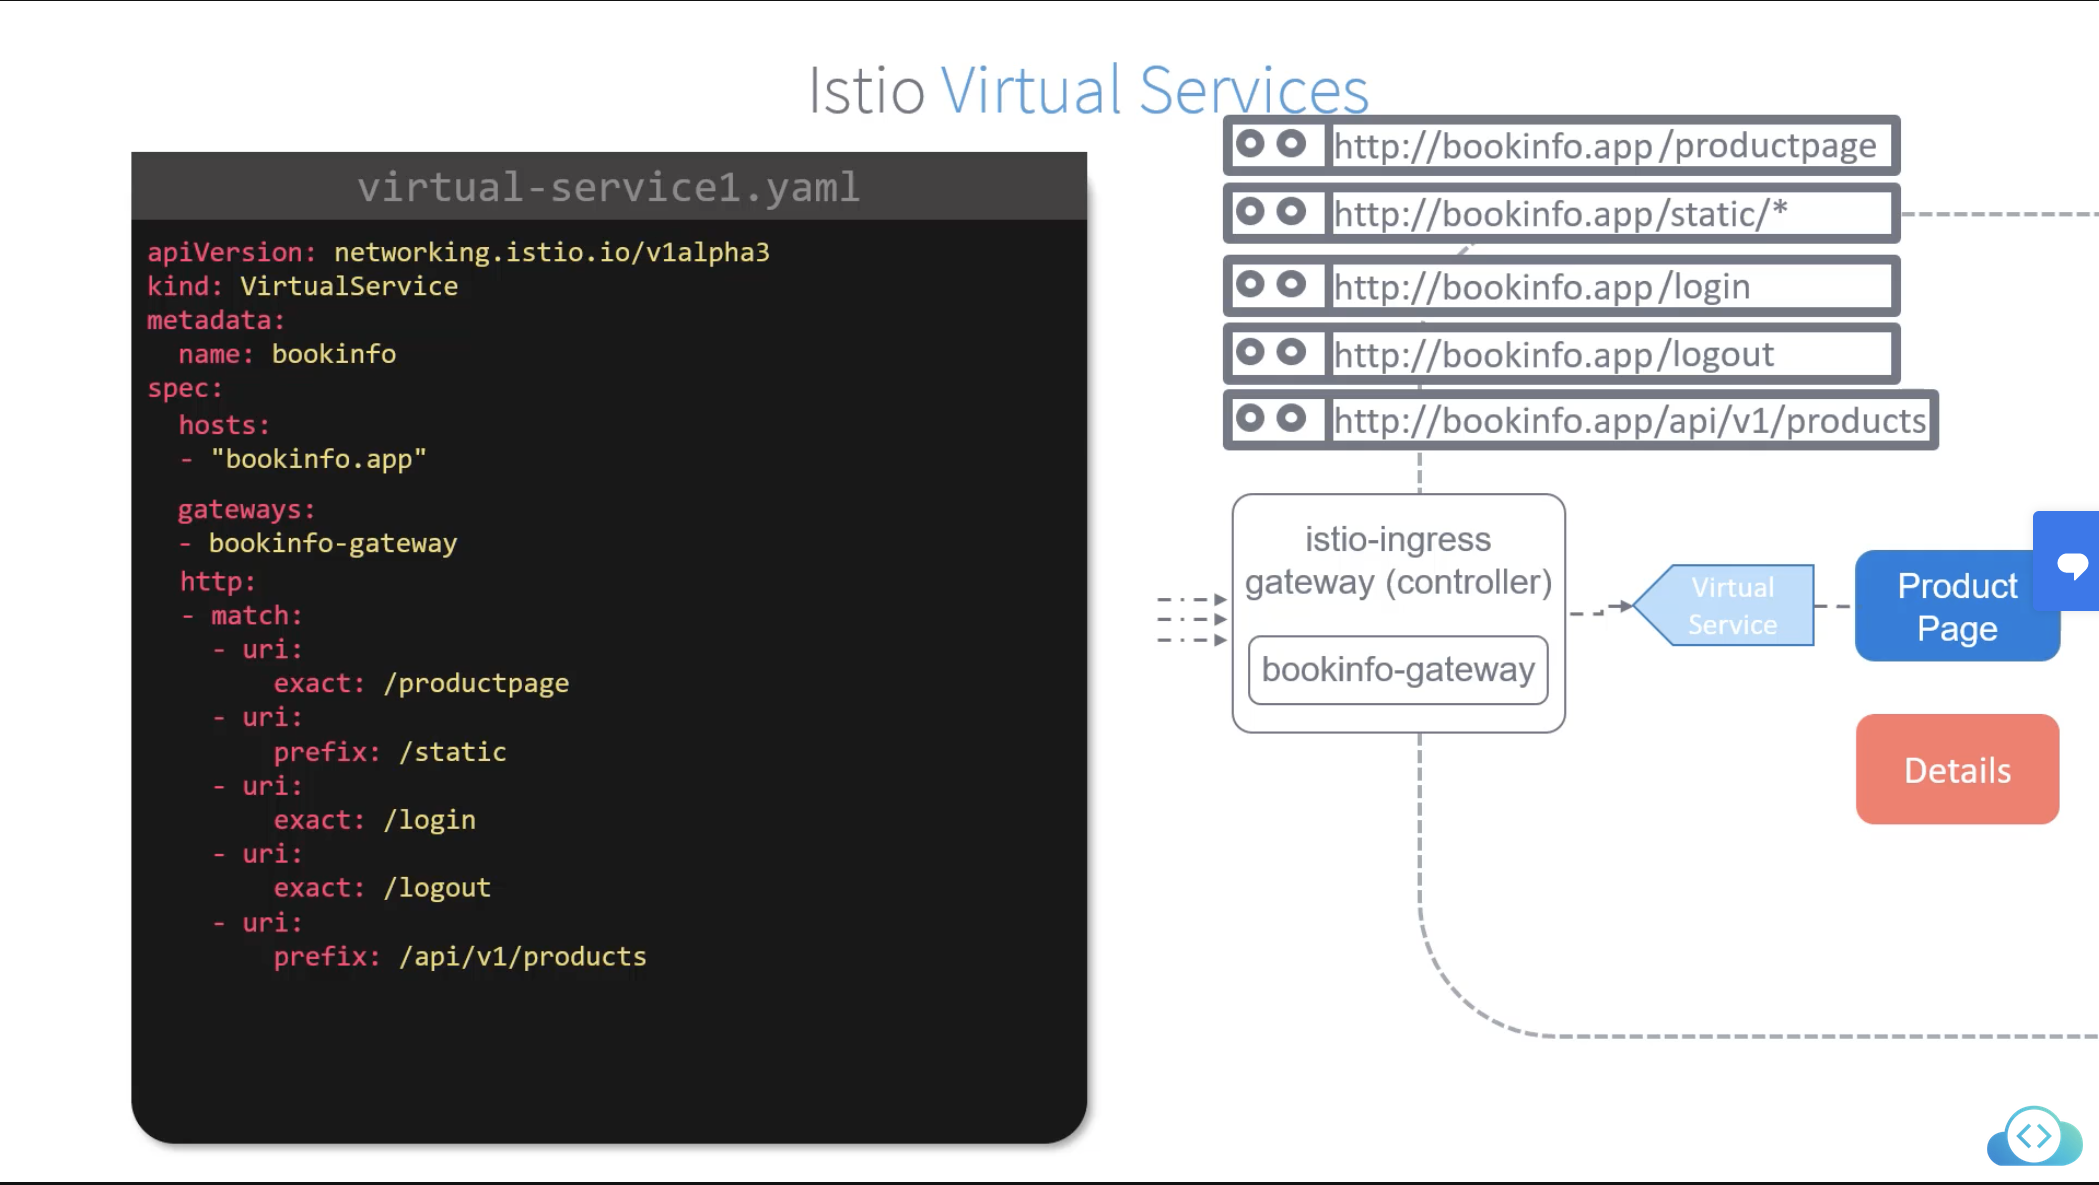 Istio Virtual Services
virtual-service1.yaml
apiVersion: networking.istio.io/v1alpha3
kind: VirtualService
metadata:
  name: bookinfo
spec:
  hosts:
  - "bookinfo.app"
  gateways:
  - bookinfo-gateway
  http:
  - match:
    - uri:
        exact: /productpage
    - uri:
        prefix: /static
    - uri:
        exact: /login
    - uri:
        exact: /logout
    - uri:
        prefix: /api/v1/products
http://bookinfo.app/productpage
http://bookinfo.app/static/*
http://bookinfo.app/login
http://bookinfo.app/logout
http://bookinfo.app/api/v1/products
istio-ingress
gateway (controller)
bookinfo-gateway
Virtual
Service
Product
Page
Details